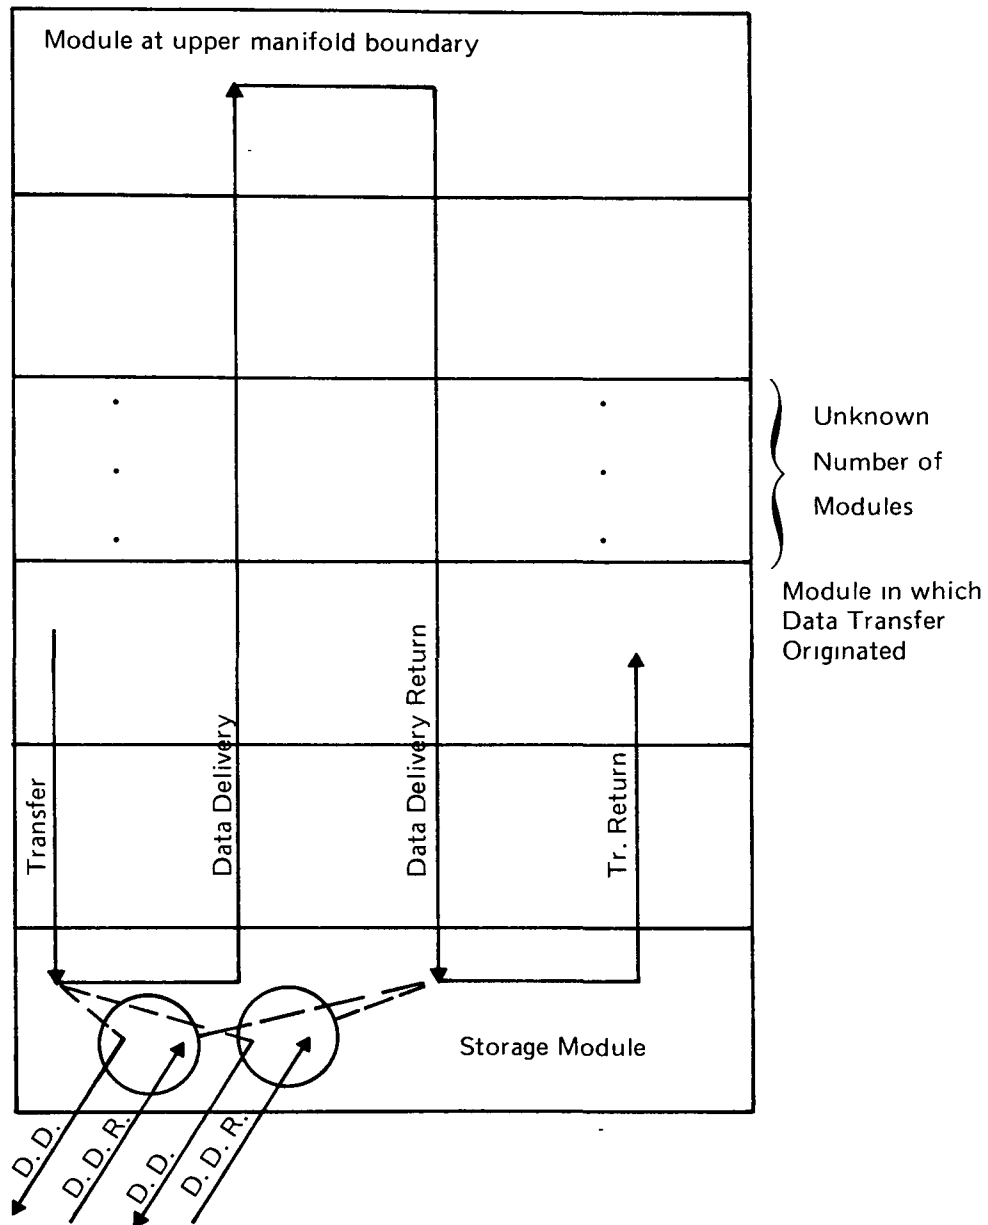 Module at upper manifold boundary
Unknown
Number of
Modules
Module in which
Data Transfer
Originated
Transfer
Data Delivery
Data Delivery Return
Tr. Return
Storage Module
D. D.
D. D. R.
D. D.
D. D. R.